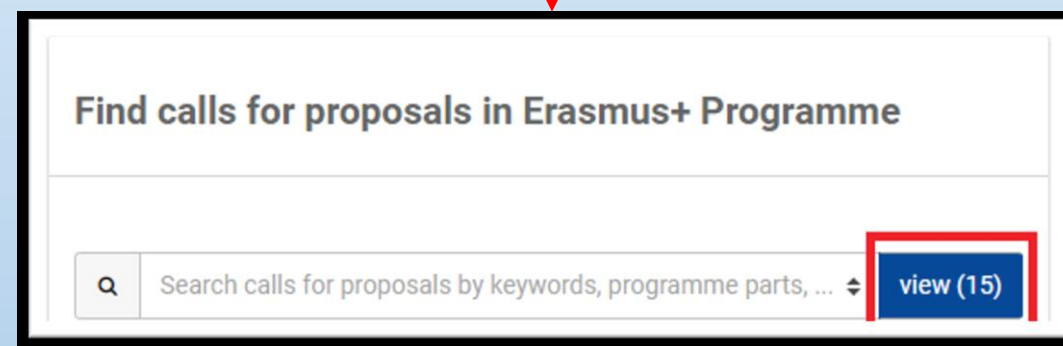 Find calls for proposals in Erasmus+ Programme
Search calls for proposals by keywords, programme parts, ... view (15)